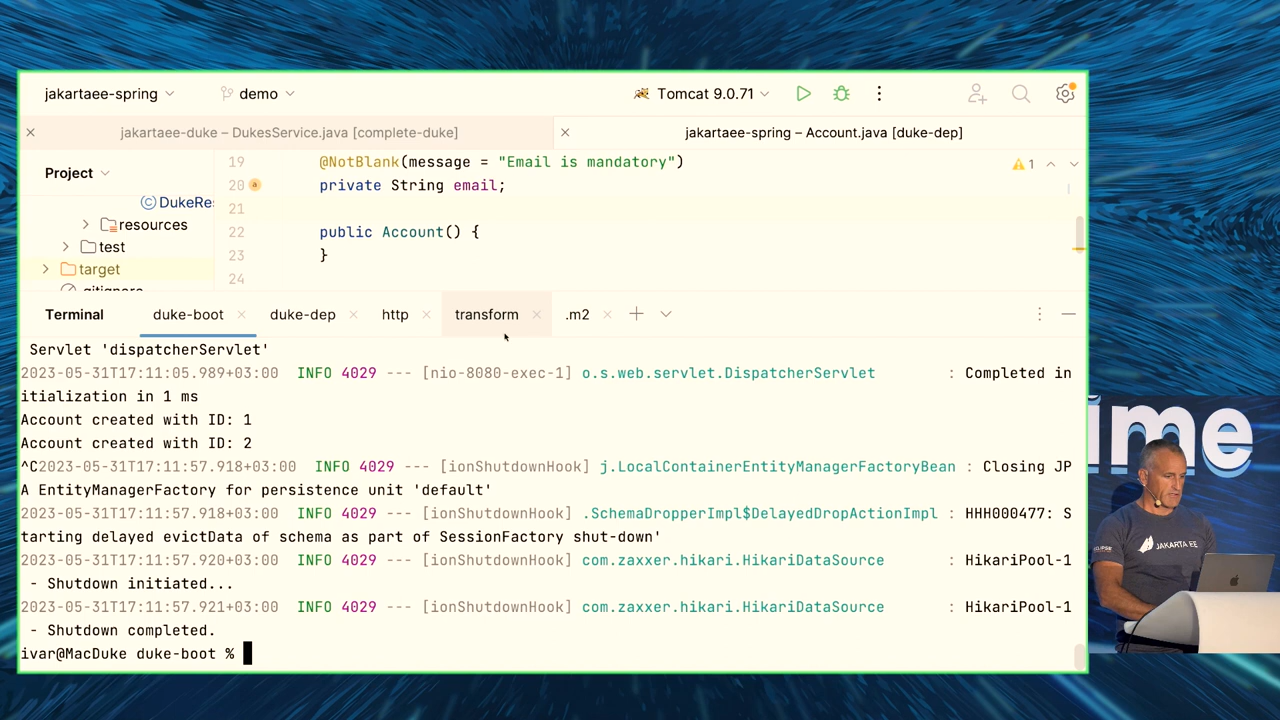 jakartaee-spring demo Tomcat 9.0.71
jakartaee-duke – DukesService.java [complete-duke] jakartaee-spring – Account.java [duke-dep]
Project
DukeRes
resources
test
target
.gitignore
19 @NotBlank(message = "Email is mandatory")
20 private String email;
21
22 public Account() {
23 }
24
1
Terminal duke-boot duke-dep http transform .m2
Servlet 'dispatcherServlet'
2023-05-31T17:11:05.989+03:00 INFO 4029 --- [nio-8080-exec-1] o.s.web.servlet.DispatcherServlet : Completed in
itialization in 1 ms
Account created with ID: 1
Account created with ID: 2
^C2023-05-31T17:11:57.918+03:00 INFO 4029 --- [ionShutdownHook] j.LocalContainerEntityManagerFactoryBean : Closing JP
A EntityManagerFactory for persistence unit 'default'
2023-05-31T17:11:57.918+03:00 INFO 4029 --- [ionShutdownHook] .SchemaDropperImpl$DelayedDropActionImpl : HHH000477: S
tarting delayed evictData of schema as part of SessionFactory shut-down'
2023-05-31T17:11:57.920+03:00 INFO 4029 --- [ionShutdownHook] com.zaxxer.hikari.HikariDataSource : HikariPool-1
- Shutdown initiated...
2023-05-31T17:11:57.921+03:00 INFO 4029 --- [ionShutdownHook] com.zaxxer.hikari.HikariDataSource : HikariPool-1
- Shutdown completed.
ivar@MacDuke duke-boot %
ime
JAKARTA EE
ECLIPSE